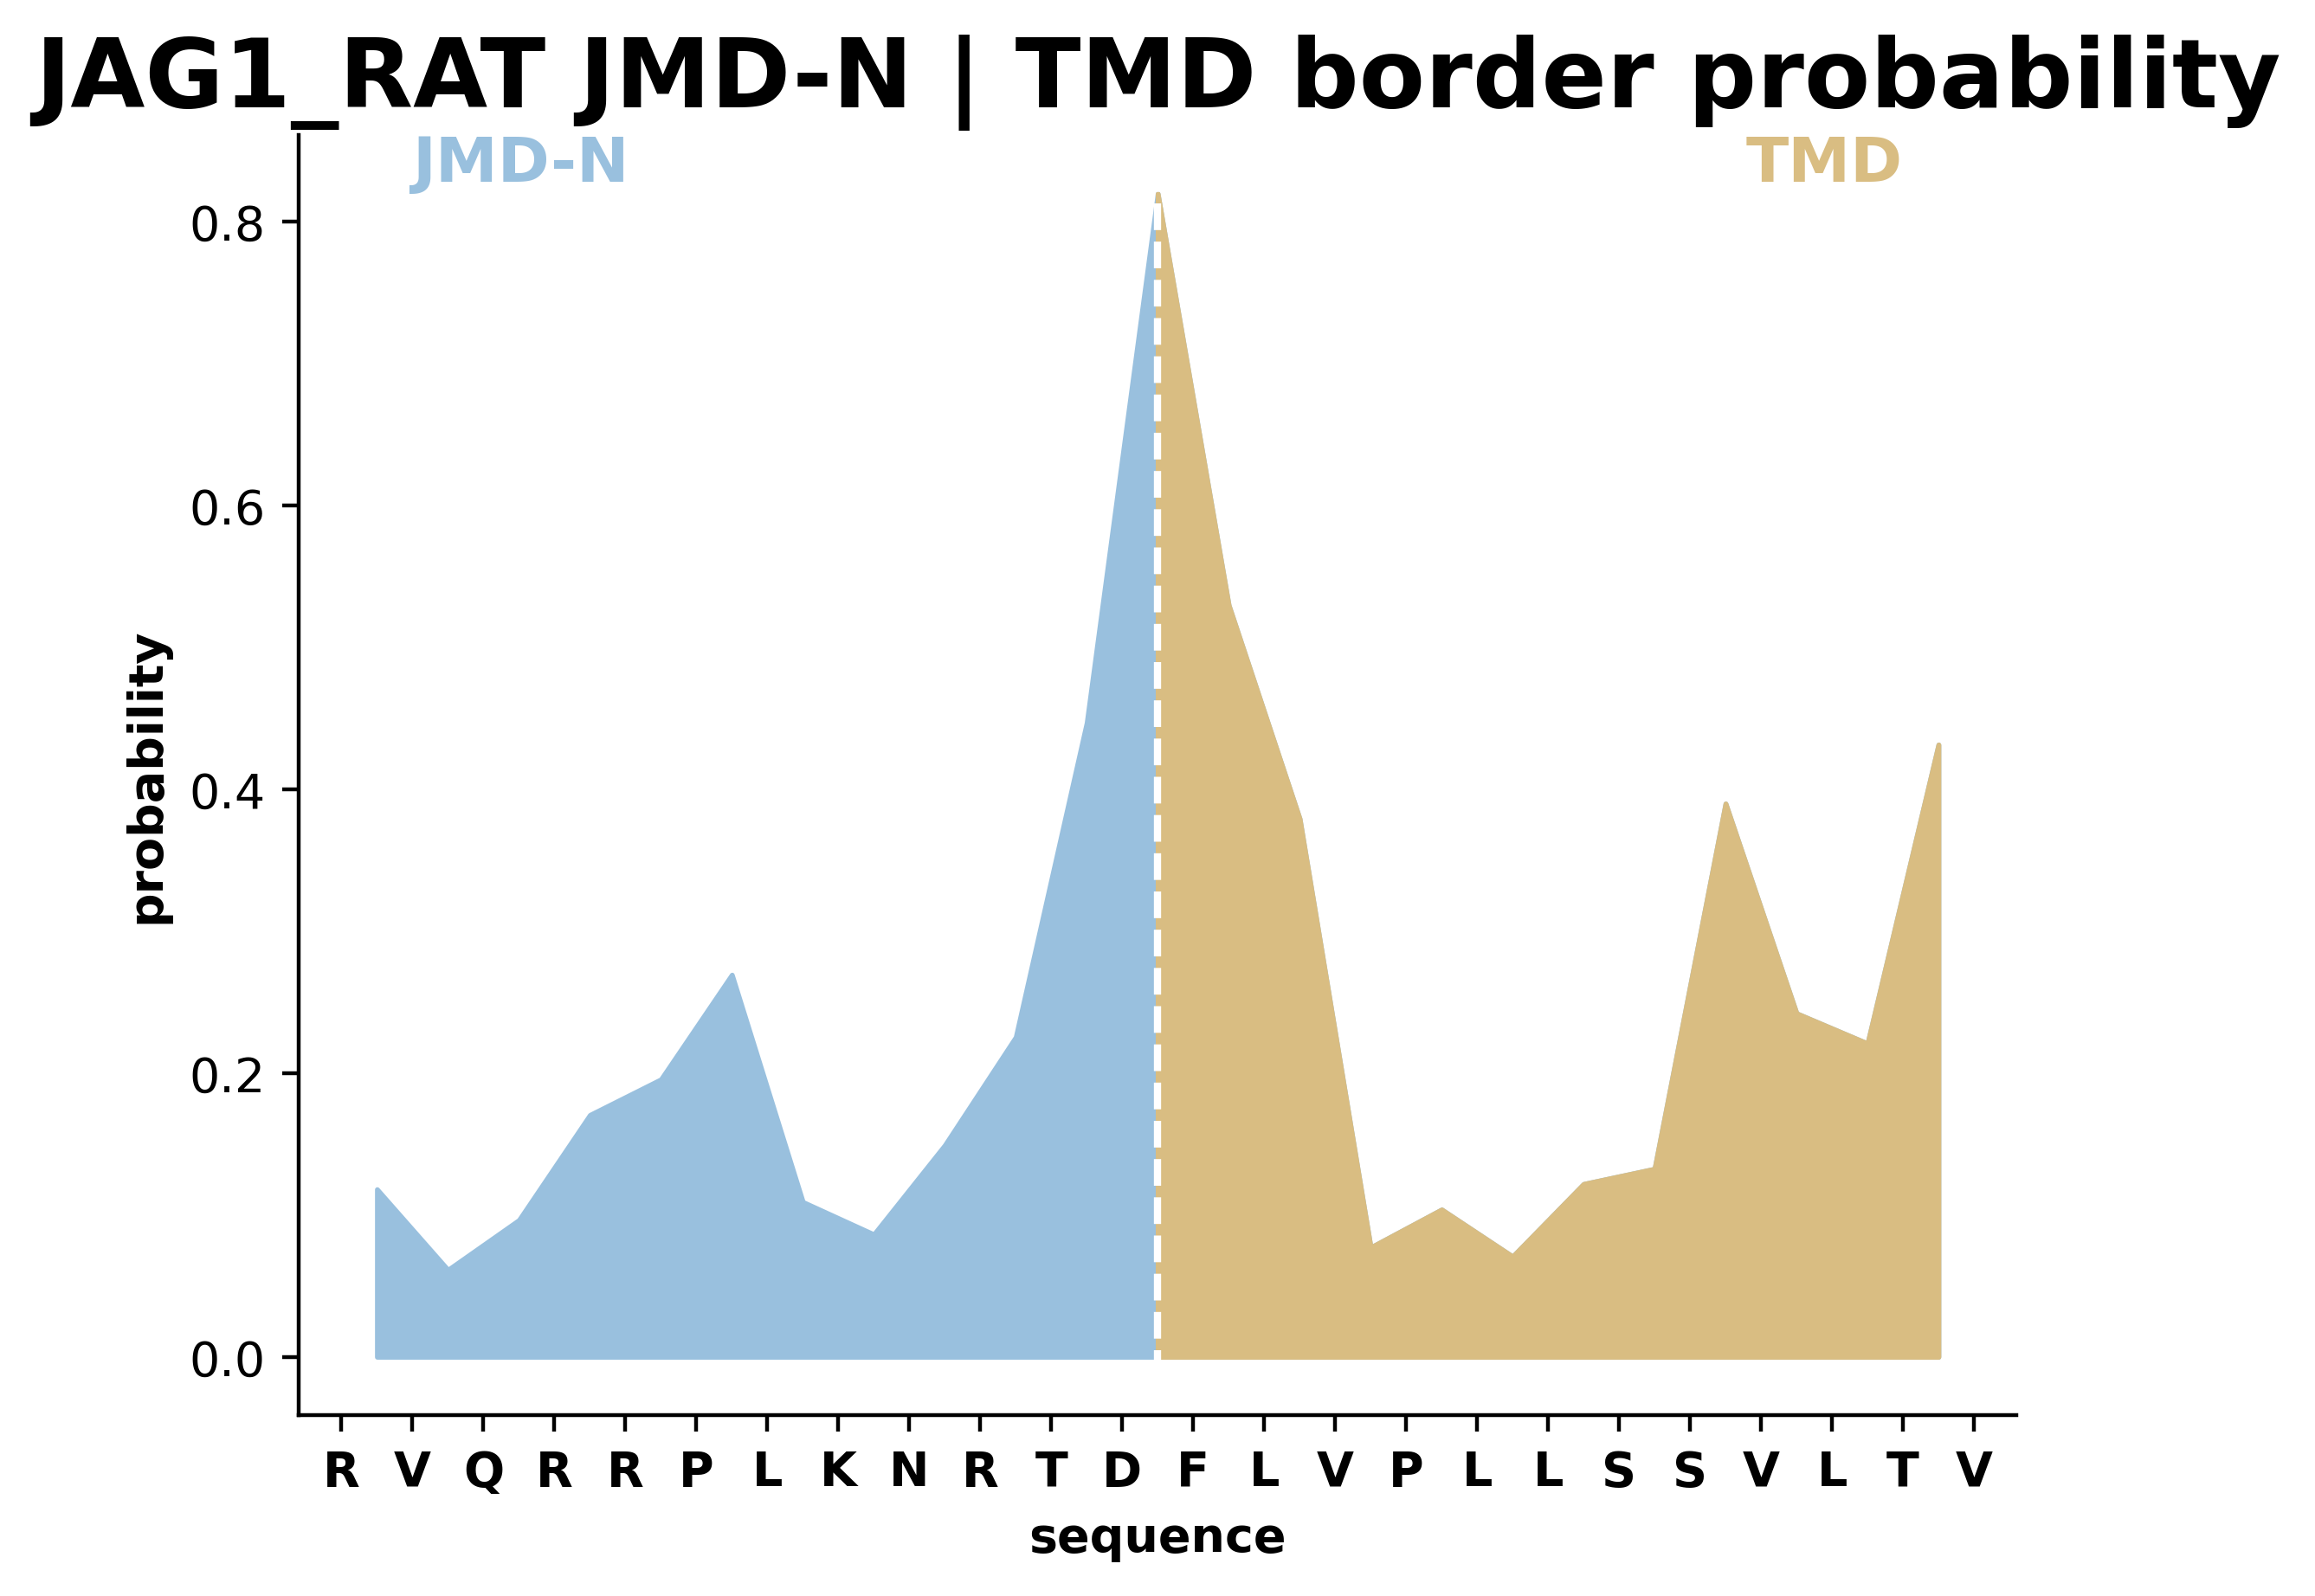 JAG1_RAT JMD-N | TMD border probability
JMD-N
TMD
0.8
0.6
0.4
0.2
0.0
probability
R V Q R R P L K N R T D F L V P L L S S V L T V
sequence